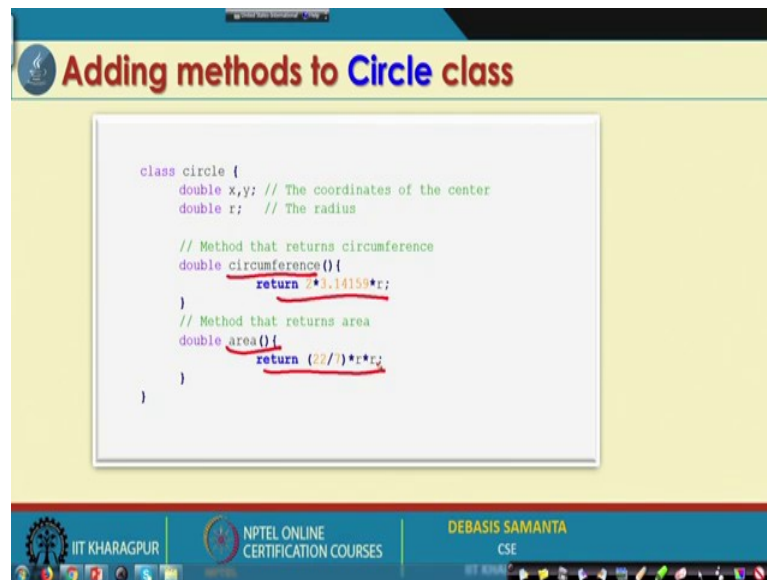 Adding methods to Circle class
class circle {
double x,y; // The coordinates of the center
double r; // The radius
// Method that returns circumference
double circumference(){
return 2*3.14159*r;
}
// Method that returns area
double area(){
return (22/7)*r*r;
}
}
IIT KHARAGPUR
NPTEL ONLINE
CERTIFICATION COURSES
DEBASIS SAMANTA
CSE